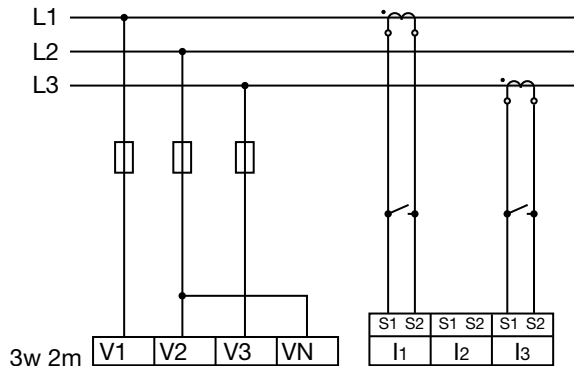 L1
L2
L3
S1 S2 S1 S2 S1 S2
3w 2m V1 V2 V3 VN I1 I2 I3